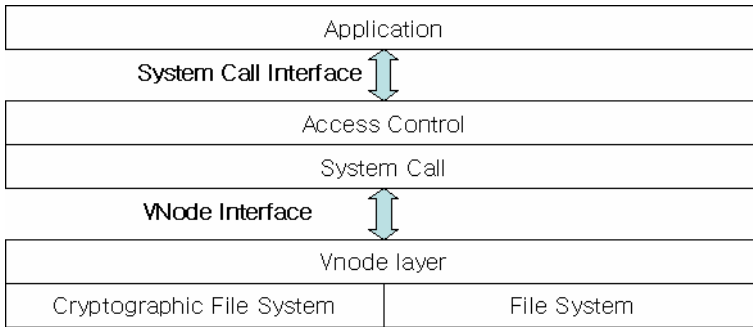 Application
System Call Interface
Access Control
System Call
VNode Interface
Vnode layer
Cryptographic File System
File System